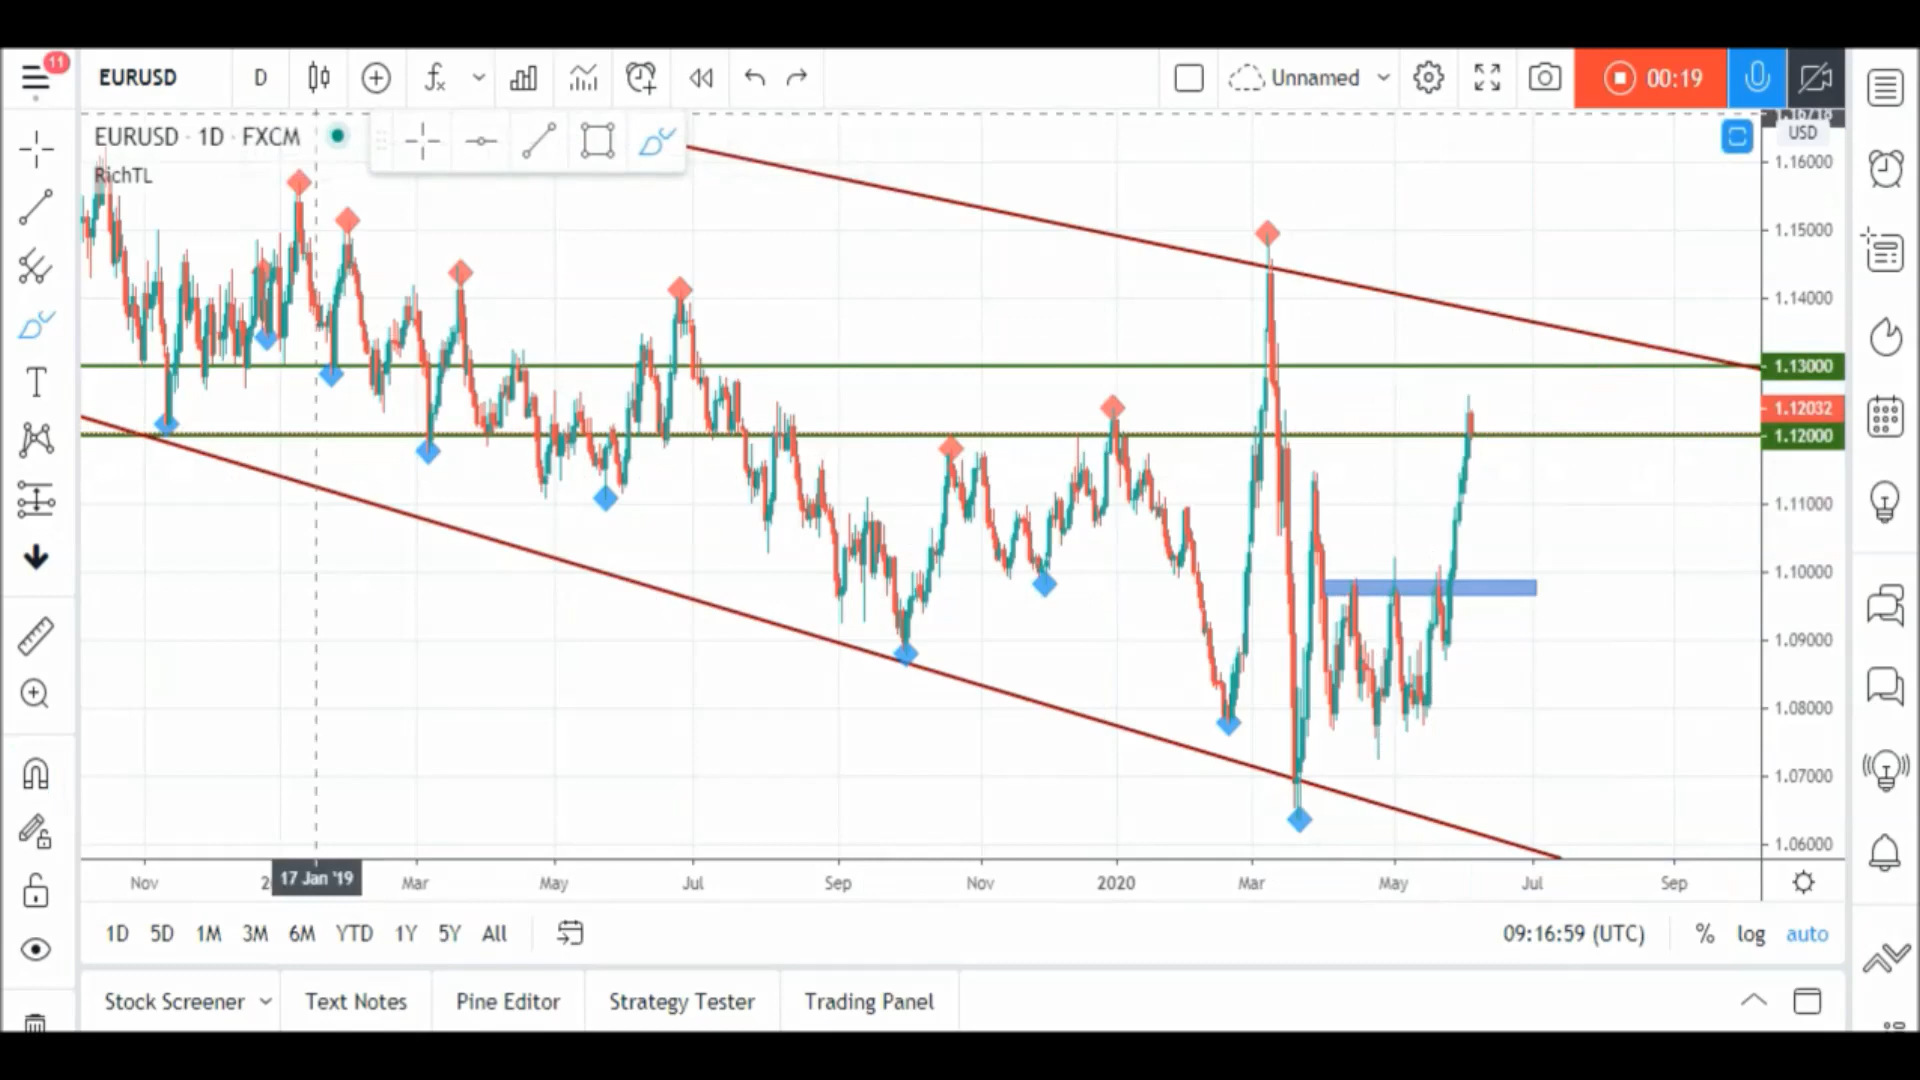 11
EURUSD D Unnamed 00:19
EURUSD · 1D · FXCM
RichTL
USD
1.16000
1.15000
1.14000
1.13000
1.12032
1.12000
1.11000
1.10000
1.09000
1.08000
1.07000
1.06000
Nov 17 Jan '19 Mar May Jul Sep Nov 2020 Mar May Jul Sep
1D 5D 1M 3M 6M YTD 1Y 5Y All 09:16:59 (UTC) % log auto
Stock Screener Text Notes Pine Editor Strategy Tester Trading Panel